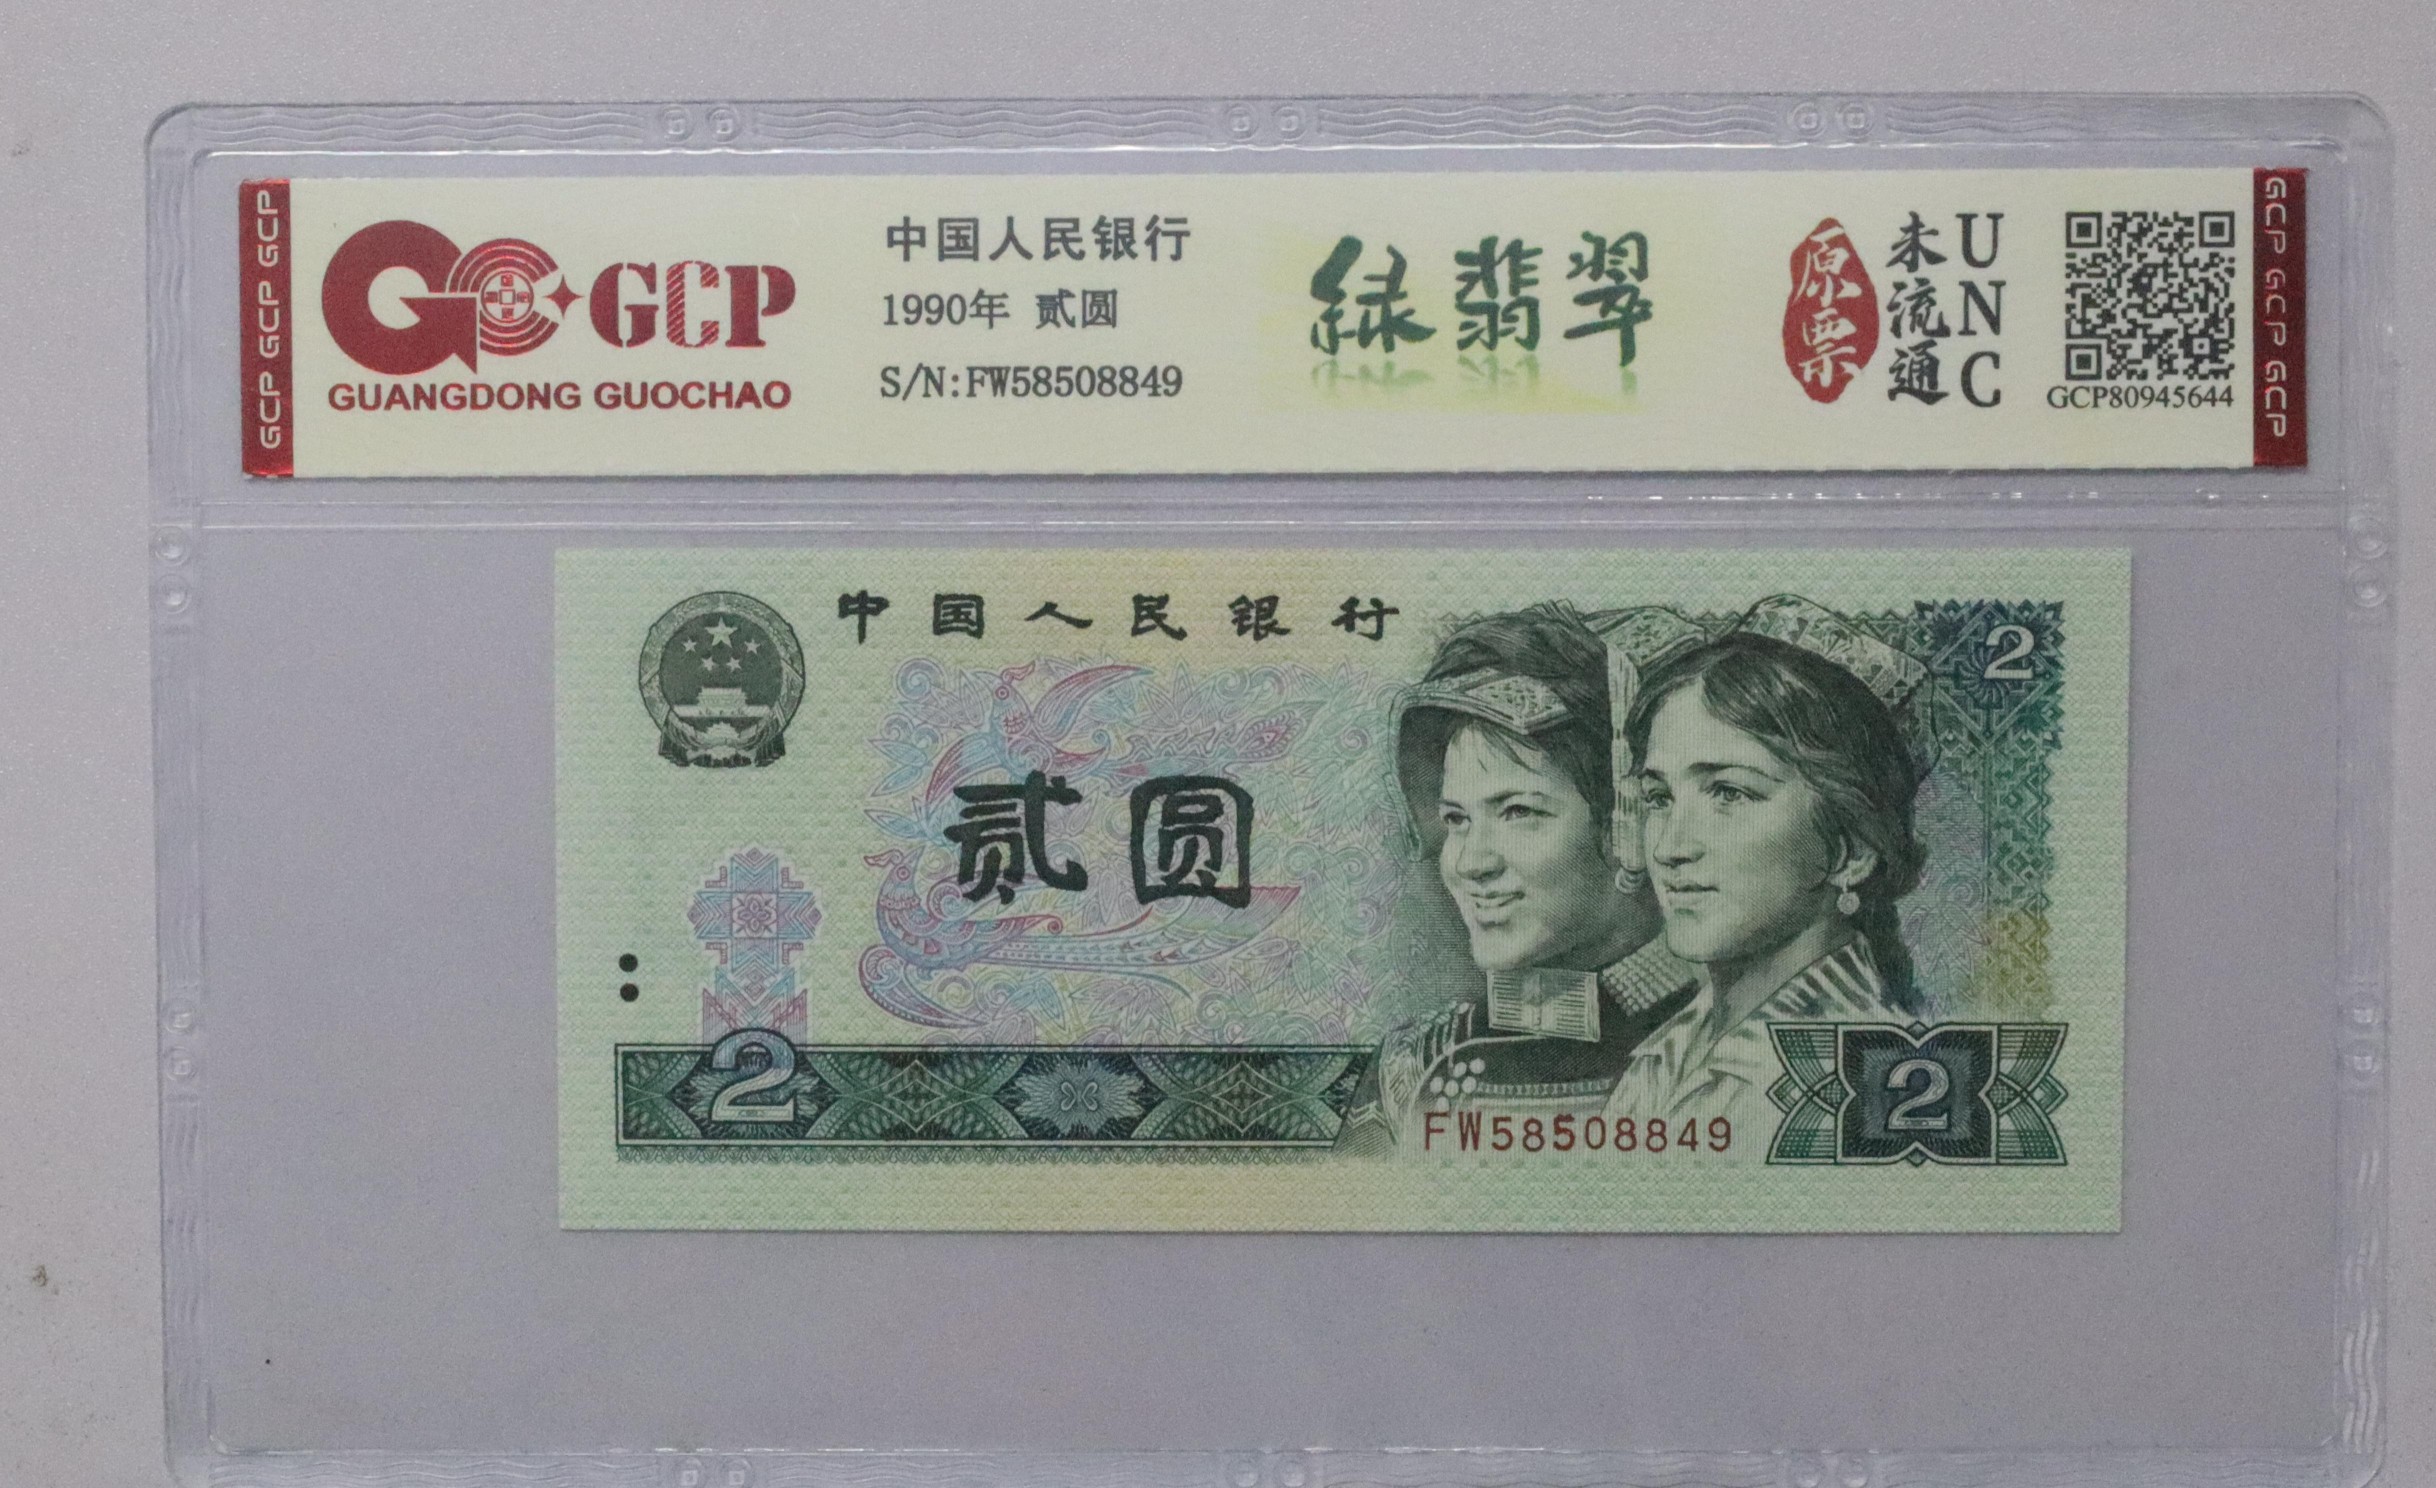 GCP GCP GCP
GCP
GUANGDONG GUOCHAO
中国人民银行
1990年 贰圆
S/N:FW58508849
緑翡翠
原票
未流通
UNC
GCP80945644
GCP GCP GCP
中国人民银行
2
贰圆
2
FW58508849
2